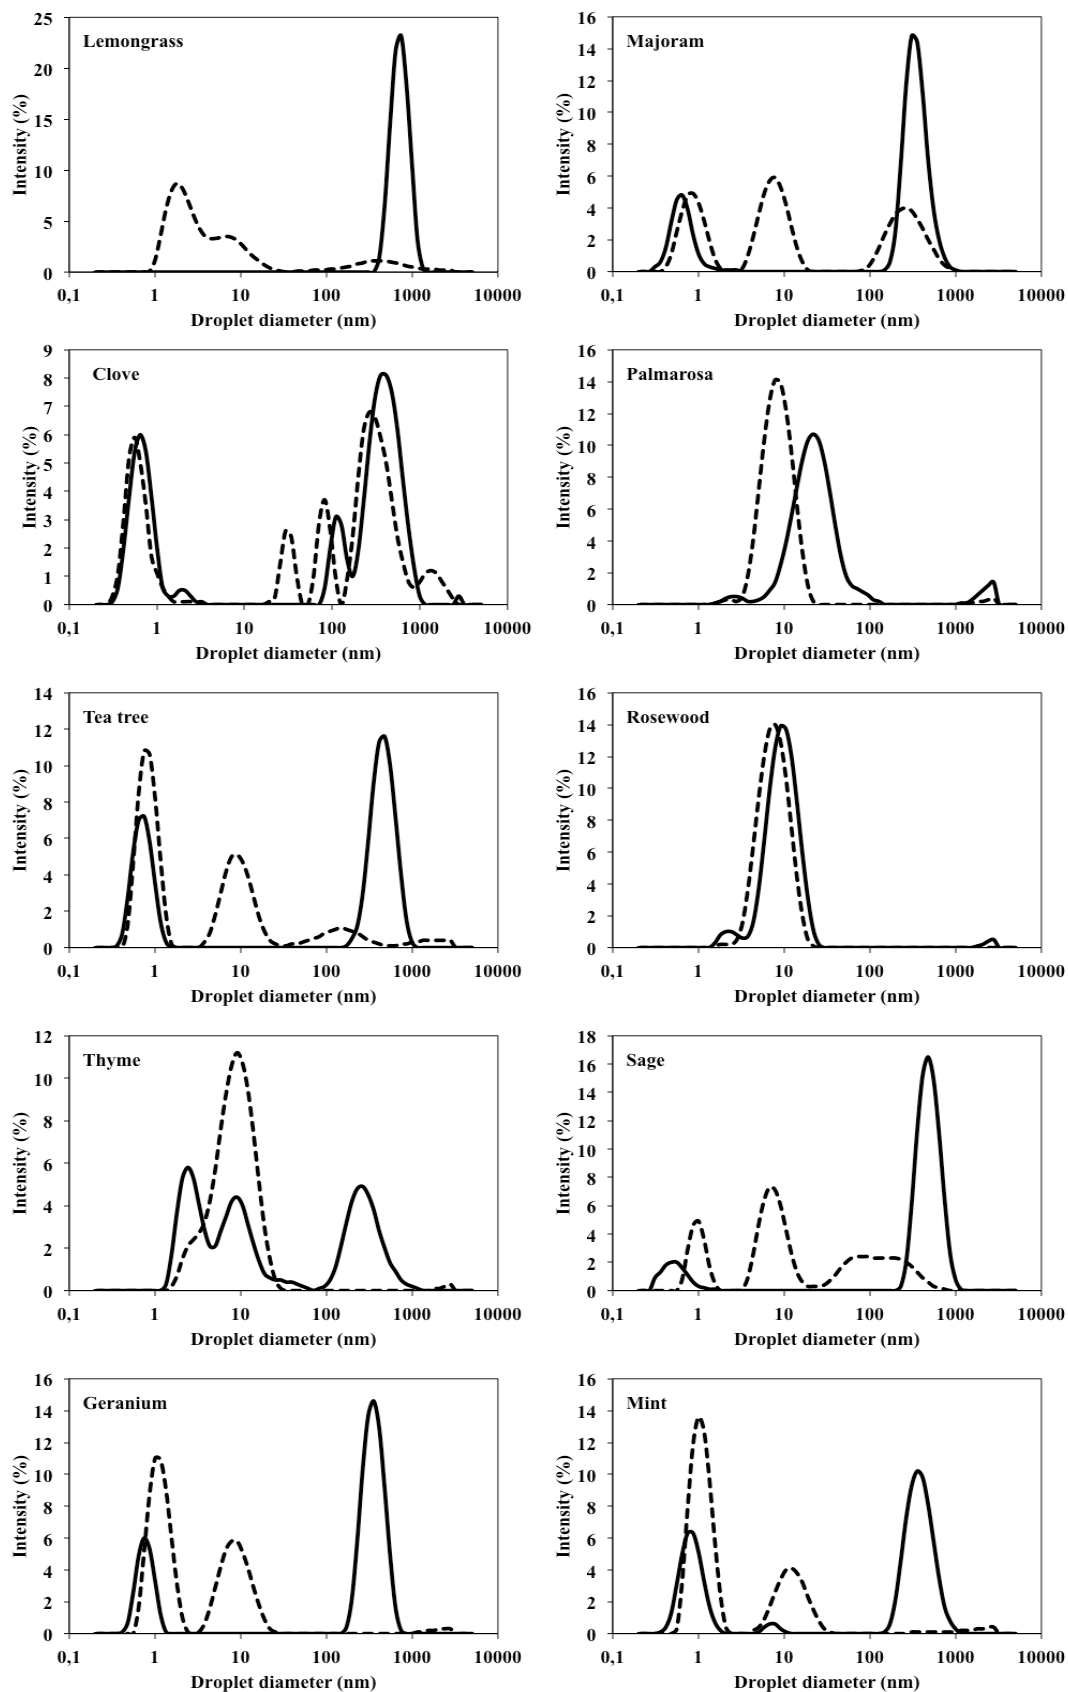 Lemongrass
Intensity (%)
25
20
15
10
5
0
0,1 1 10 100 1000 10000
Droplet diameter (nm)
Majoram
Intensity (%)
16
14
12
10
8
6
4
2
0
0,1 1 10 100 1000 10000
Droplet diameter (nm)
Clove
Intensity (%)
9
8
7
6
5
4
3
2
1
0
0,1 1 10 100 1000 10000
Droplet diameter (nm)
Palmarosa
Intensity (%)
16
14
12
10
8
6
4
2
0
0,1 1 10 100 1000 10000
Droplet diameter (nm)
Tea tree
Intensity (%)
14
12
10
8
6
4
2
0
0,1 1 10 100 1000 10000
Droplet diameter (nm)
Rosewood
Intensity (%)
16
14
12
10
8
6
4
2
0
0,1 1 10 100 1000 10000
Droplet diameter (nm)
Thyme
Intensity (%)
12
10
8
6
4
2
0
0,1 1 10 100 1000 10000
Droplet diameter (nm)
Sage
Intensity (%)
18
16
14
12
10
8
6
4
2
0
0,1 1 10 100 1000 10000
Droplet diameter (nm)
Geranium
Intensity (%)
16
14
12
10
8
6
4
2
0
0,1 1 10 100 1000 10000
Droplet diameter (nm)
Mint
Intensity (%)
16
14
12
10
8
6
4
2
0
0,1 1 10 100 1000 10000
Droplet diameter (nm)